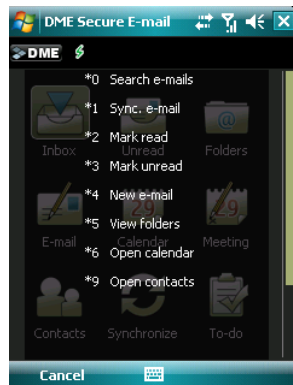 DME Secure E-mail
DME
*0 Search e-mails
*1 Sync. e-mail
*2 Mark read
Inbox Unread Folders
*3 Mark unread
*4 New e-mail
*5 View folders
29 29
E-mail Calendar Meeting
*6 Open calendar
*9 Open contacts
Contacts Synchronize To-do
Cancel